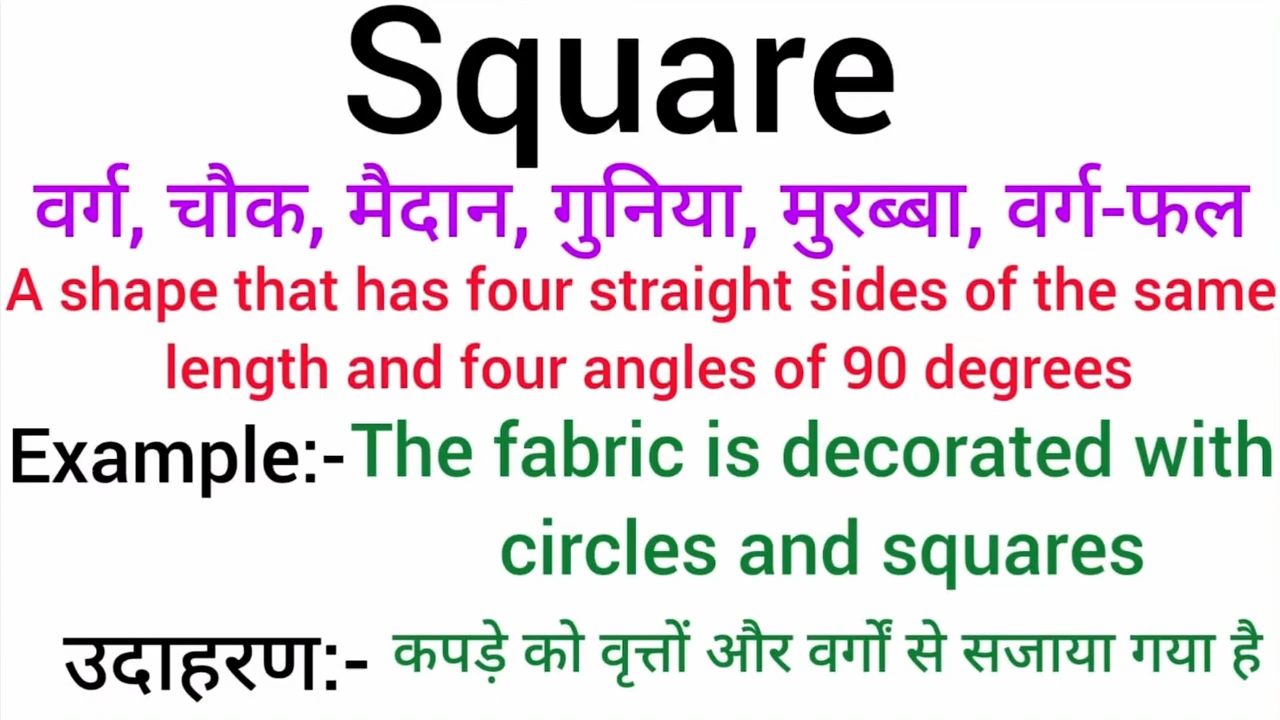 Square
वर्ग, चौक, मैदान, गुनिया, मुरब्बा, वर्ग-फल
A shape that has four straight sides of the same
length and four angles of 90 degrees
Example:-The fabric is decorated with
circles and squares
उदाहरण:- कपड़े को वृत्तों और वर्गों से सजाया गया है